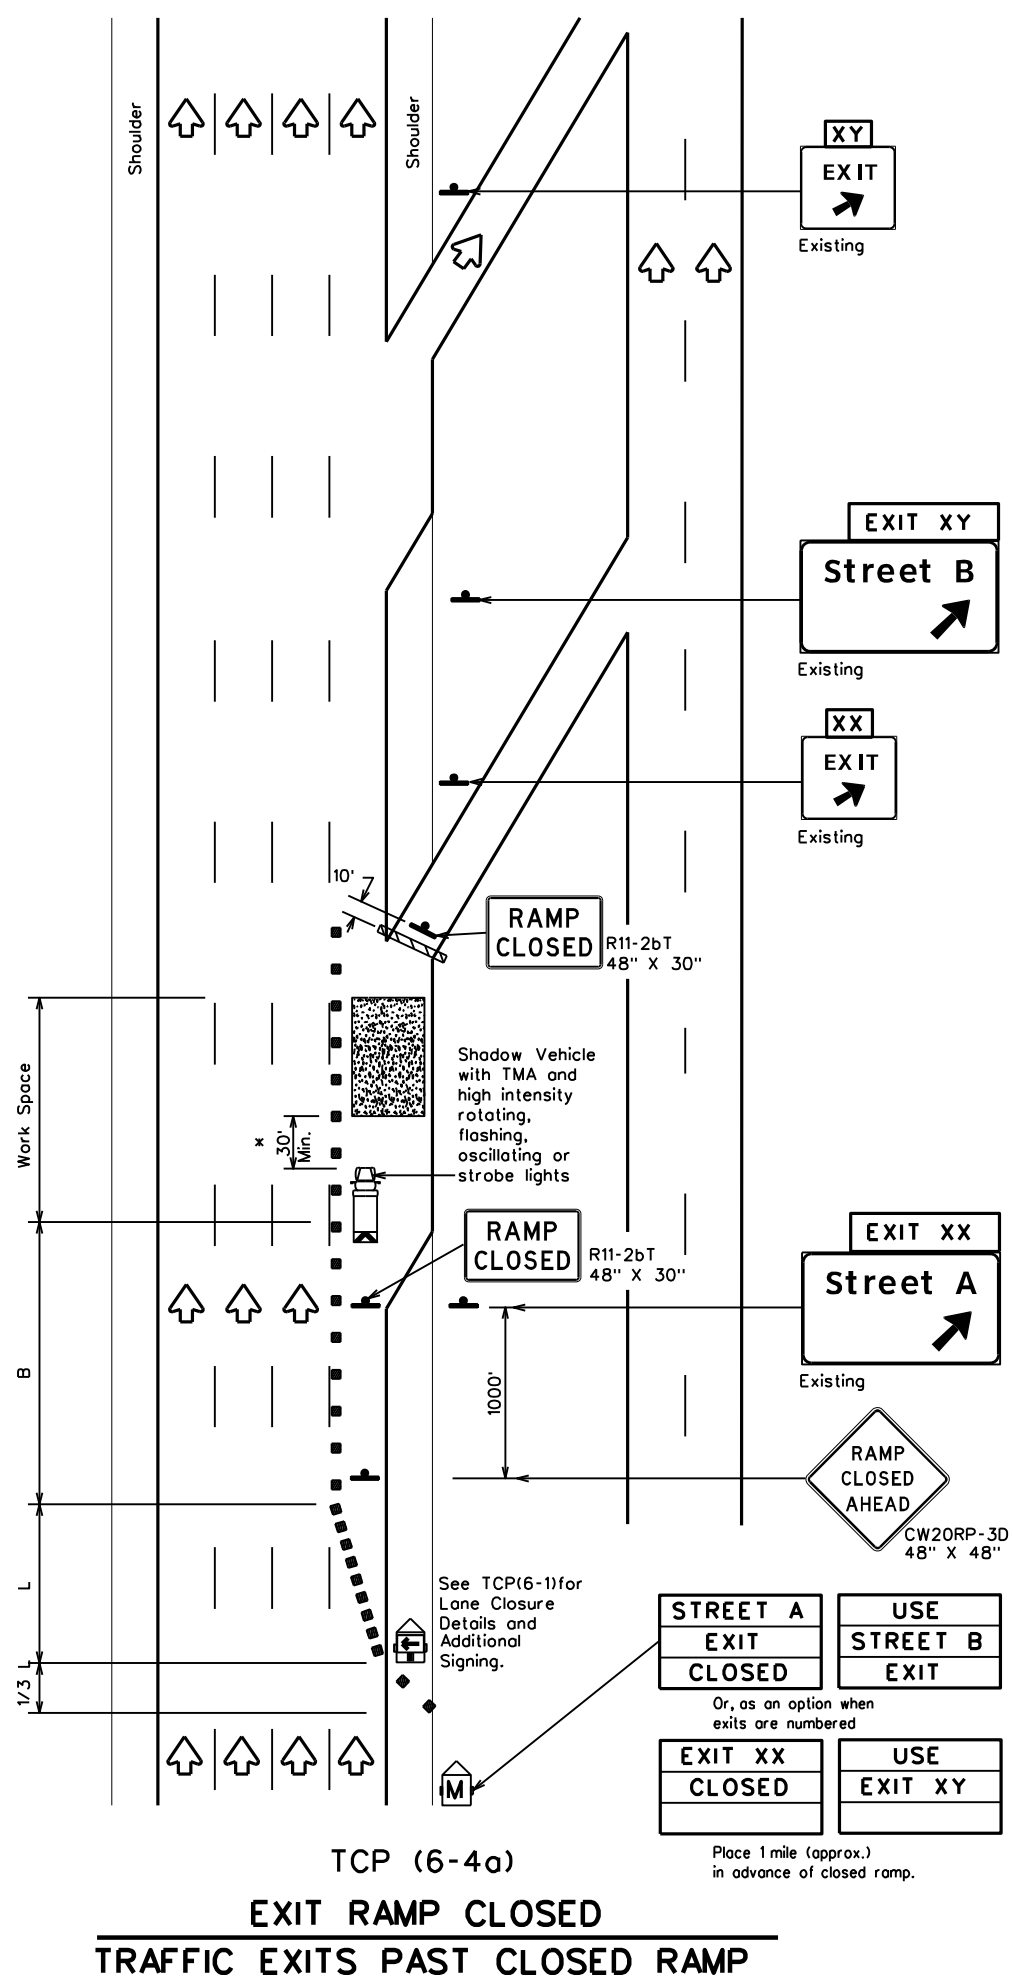 Shoulder
Shoulder
XY
EXIT
Existing
EXIT XY
Street B
Existing
XX
EXIT
Existing
10'
RAMP
CLOSED
R11-2bT
48" X 30"
Work Space
*
30'
Min.
Shadow Vehicle
with TMA and
high intensity
rotating,
flashing,
oscillating or
strobe lights
RAMP
CLOSED
R11-2bT
48" X 30"
EXIT XX
Street A
Existing
B
1000'
RAMP
CLOSED
AHEAD
CW20RP-3D
48" X 48"
L
See TCP(6-1)for
Lane Closure
Details and
Additional
Signing.
1/3 L
STREET A
EXIT
CLOSED
USE
STREET B
EXIT
Or, as an option when
exits are numbered
M
EXIT XX
CLOSED
USE
EXIT XY
Place 1 mile (approx.)
in advance of closed ramp.
TCP (6-4a)
EXIT RAMP CLOSED
TRAFFIC EXITS PAST CLOSED RAMP